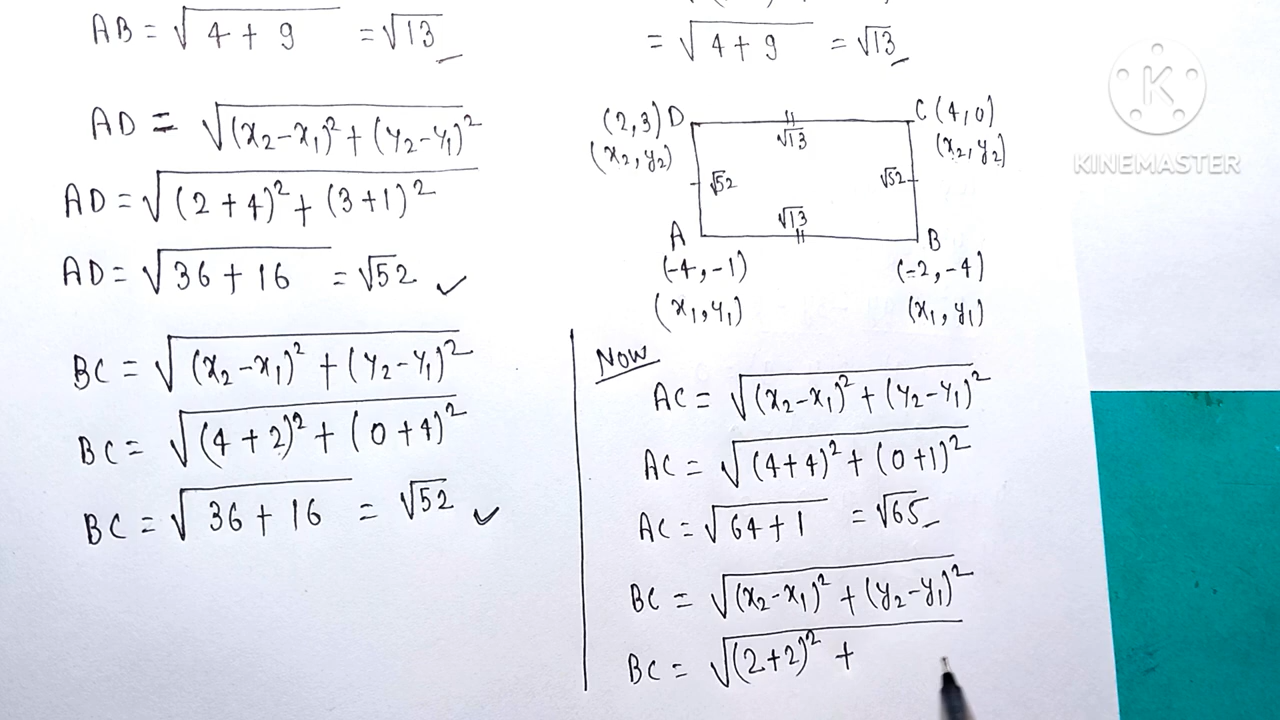 AB = √(4 + 9) = √13
AD = √((x₂-x₁)² + (y₂-y₁)²)
AD = √((2+4)² + (3+1)²)
AD = √(36 + 16) = √52 ✓
BC = √((x₂-x₁)² + (y₂-y₁)²)
BC = √((4+2)² + (0+4)²)
BC = √(36 + 16) = √52 ✓
= √(4 + 9) = √13
(2,3) D
(x₂, y₂)
C (4,0)
(x₂, y₂)
√13
√52
√52
√13
A
(-4, -1)
(x₁, y₁)
B
(-2, -4)
(x₁, y₁)
Now
AC = √((x₂-x₁)² + (y₂-y₁)²)
AC = √((4+4)² + (0+1)²)
AC = √(64 + 1) = √65
BC = √((x₂-x₁)² + (y₂-y₁)²)
BC = √((2+2)² +
K
KINEMASTER